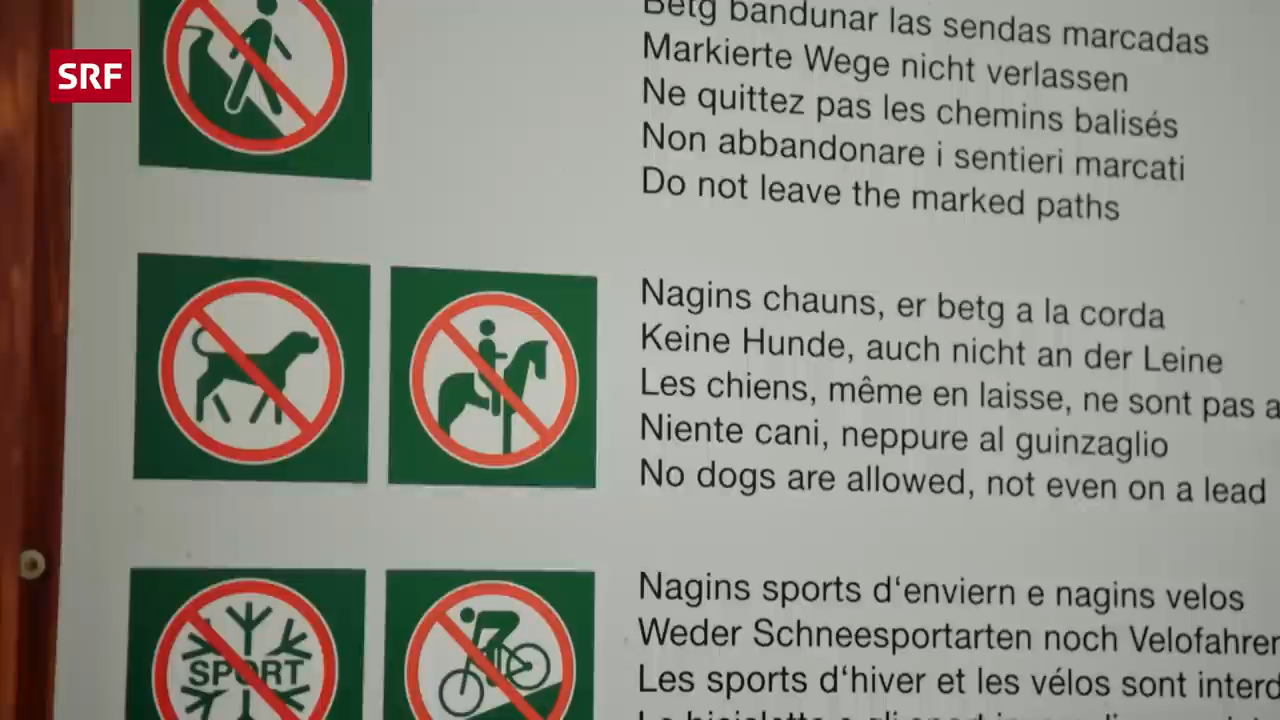 SRF
Betg bandunar las sendas marcadas
Markierte Wege nicht verlassen
Ne quittez pas les chemins balisés
Non abbandonare i sentieri marcati
Do not leave the marked paths
Nagins chauns, er betg a la corda
Keine Hunde, auch nicht an der Leine
Les chiens, même en laisse, ne sont pas a
Niente cani, neppure al guinzaglio
No dogs are allowed, not even on a lead
SPORT
Nagins sports d‘enviern e nagins velos
Weder Schneesportarten noch Velofahren
Les sports d‘hiver et les vélos sont interd